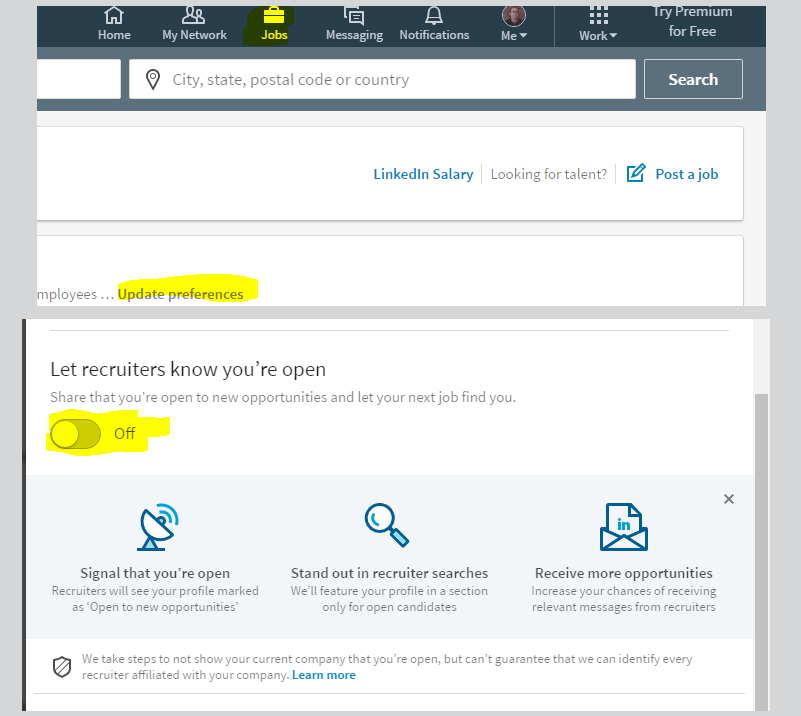 Home
My Network
Jobs
Messaging
Notifications
Me
Work
Try Premium
for Free
City, state, postal code or country
Search
LinkedIn Salary
Looking for talent?
Post a job
mployees ... Update preferences
Let recruiters know you’re open
Share that you’re open to new opportunities and let your next job find you.
Off
Signal that you’re open
Recruiters will see your profile marked
as ‘Open to new opportunities’
Stand out in recruiter searches
We’ll feature your profile in a section
only for open candidates
in
Receive more opportunities
Increase your chances of receiving
relevant messages from recruiters
We take steps to not show your current company that you’re open, but can’t guarantee that we can identify every
recruiter affiliated with your company. Learn more